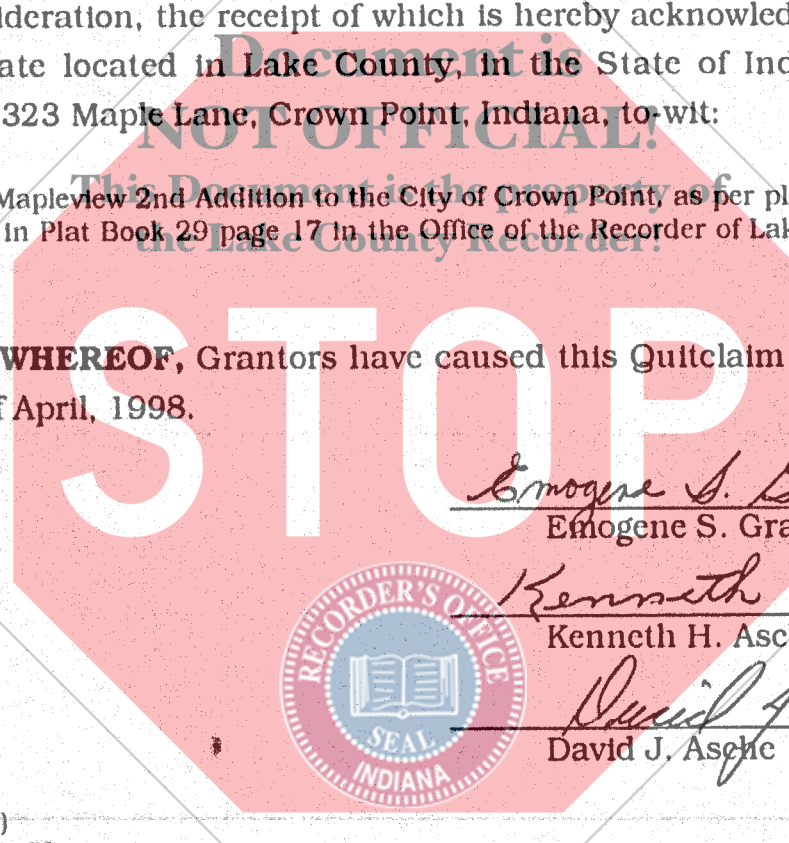 ideration, the receipt of which is hereby acknowled
Document is
ate located in Lake County, in the State of Ind
323 Maple Lane, Crown Point, Indiana, to-wit:
NOT OFFICIAL!
This Document is the property of
Mapleview 2nd Addition to the City of Crown Point, as per pl
in Plat Book 29 page 17 in the Office of the Recorder of Lak
the Lake County Recorder!
STOP
WHEREOF, Grantors have caused this Quitclaim
f April, 1998.
Emogene S.
Emogene S. Gra
Kenneth
Kenneth H. Asc
David J.
David J. Asche
RECORDER'S OFFICE
SEAL
INDIANA
)